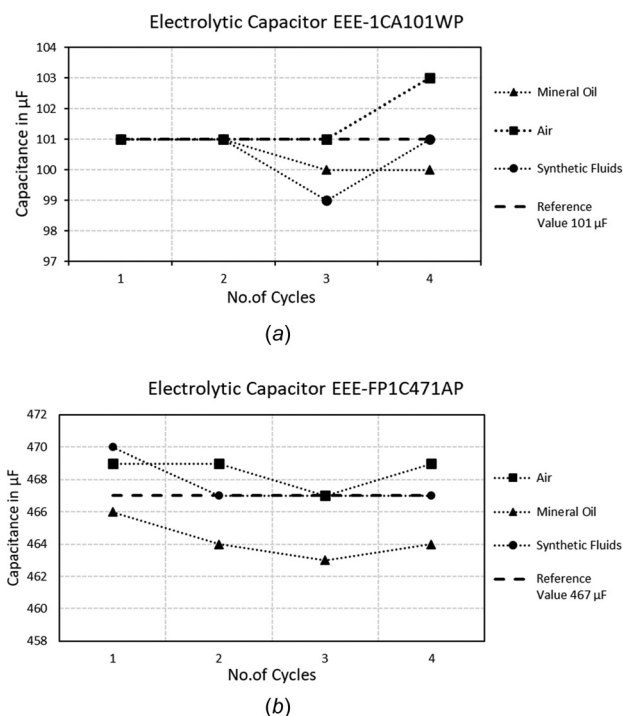 Electrolytic Capacitor EEE-1CA101WP
104
103
102
101
100
99
98
97
Capacitance in µF
1 2 3 4
No.of Cycles
Mineral Oil
Air
Synthetic Fluids
Reference
Value 101 µF
(a)
Electrolytic Capacitor EEE-FP1C471AP
472
470
468
466
464
462
460
458
Capacitance in µF
1 2 3 4
No.of Cycles
Air
Mineral Oil
Synthetic Fluids
Reference
Value 467 µF
(b)